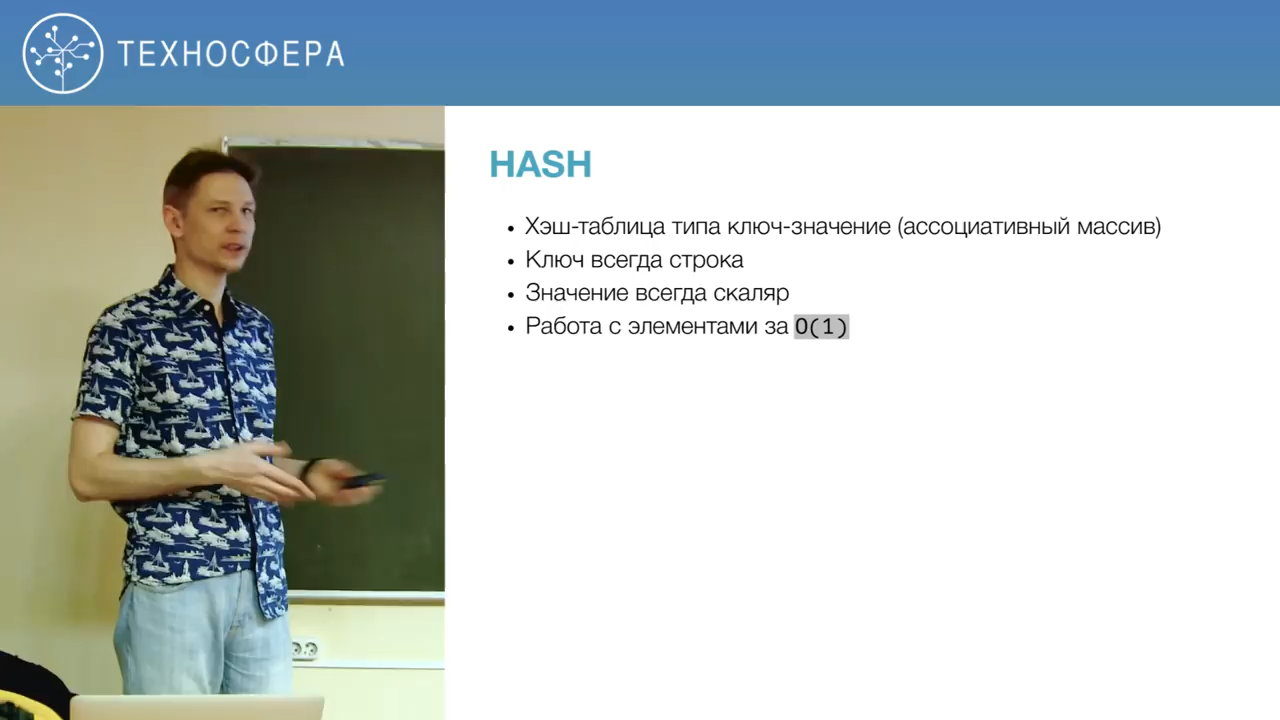 ТЕХНОСФЕРА
HASH
• Хэш-таблица типа ключ-значение (ассоциативный массив)
• Ключ всегда строка
• Значение всегда скаляр
• Работа с элементами за O(1)